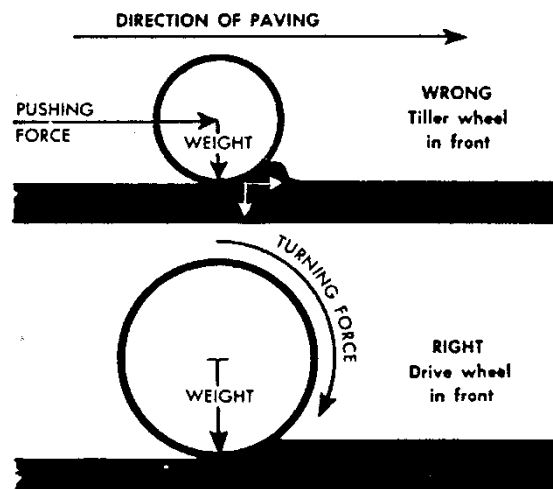 DIRECTION OF PAVING
PUSHING
FORCE
WEIGHT
WRONG
Tiller wheel
in front
TURNING FORCE
WEIGHT
RIGHT
Drive wheel
in front